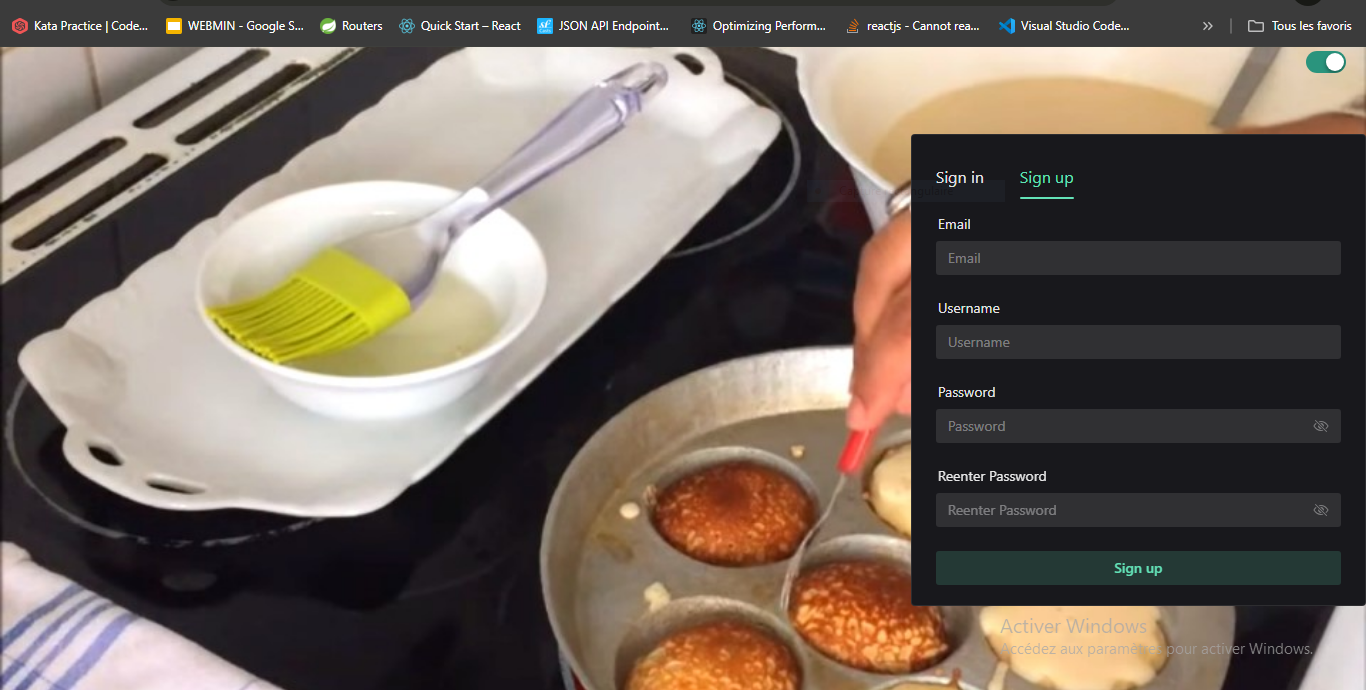 Kata Practice | Code... WEBMIN - Google S... Routers Quick Start – React JSON API Endpoint... Optimizing Perform... reactjs - Cannot rea... Visual Studio Code... » Tous les favoris
Sign in Sign up
Email
Email
Username
Username
Password
Password
Reenter Password
Reenter Password
Sign up
Activer Windows
Accédez aux paramètres pour activer Windows.